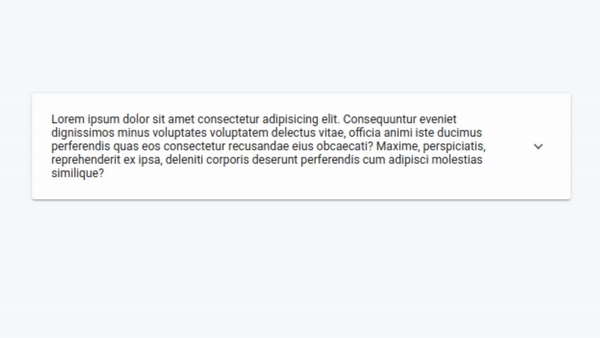 Lorem ipsum dolor sit amet consectetur adipisicing elit. Consequuntur eveniet
dignissimos minus voluptates voluptatem delectus vitae, officia animi iste ducimus
perferendis quas eos consectetur recusandae eius obcaecati? Maxime, perspiciatis,
reprehenderit ex ipsa, deleniti corporis deserunt perferendis cum adipisci molestias
similique?